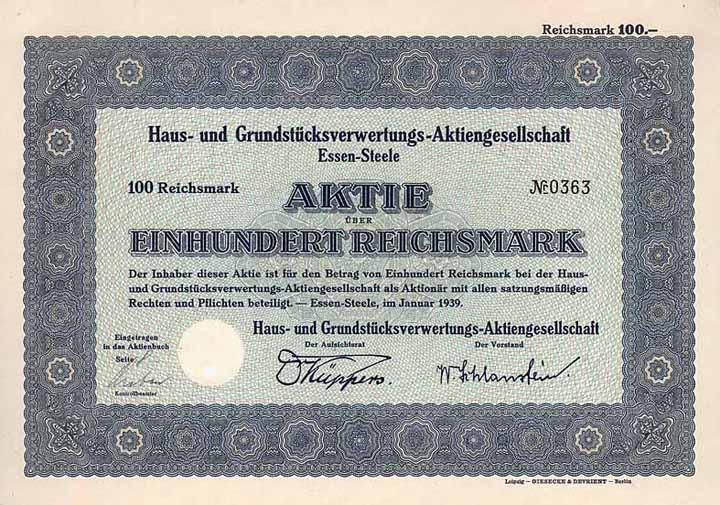 Reichsmark 100.—
Haus- und Grundstücksverwertungs-Aktiengesellschaft
Essen-Steele
100 Reichsmark
AKTIE
№ 0363
ÜBER
EINHUNDERT REICHSMARK
Der Inhaber dieser Aktie ist für den Betrag von Einhundert Reichsmark bei der Haus-
und Grundstücksverwertungs-Aktiengesellschaft als Aktionär mit allen satzungsmäßigen
Rechten und Pflichten beteiligt. — Essen-Steele, im Januar 1939.
Haus- und Grundstücksverwertungs-Aktiengesellschaft
Der Aufsichtsrat
Der Vorstand
Eingetragen
in das Aktienbuch
Seite
Küppers.
W. Schlanstein.
Kontrollbeamter
Leipzig — GIESECKE & DEVRIENT — Berlin